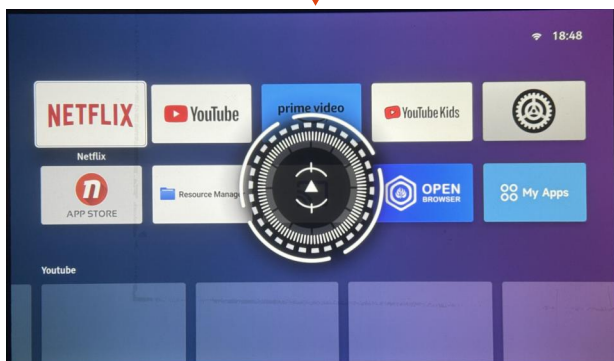 18:48
NETFLIX
YouTube
prime video
YouTube Kids
Netflix
n
APP STORE
Resource Manag
OPEN
BROWSER
My Apps
Youtube